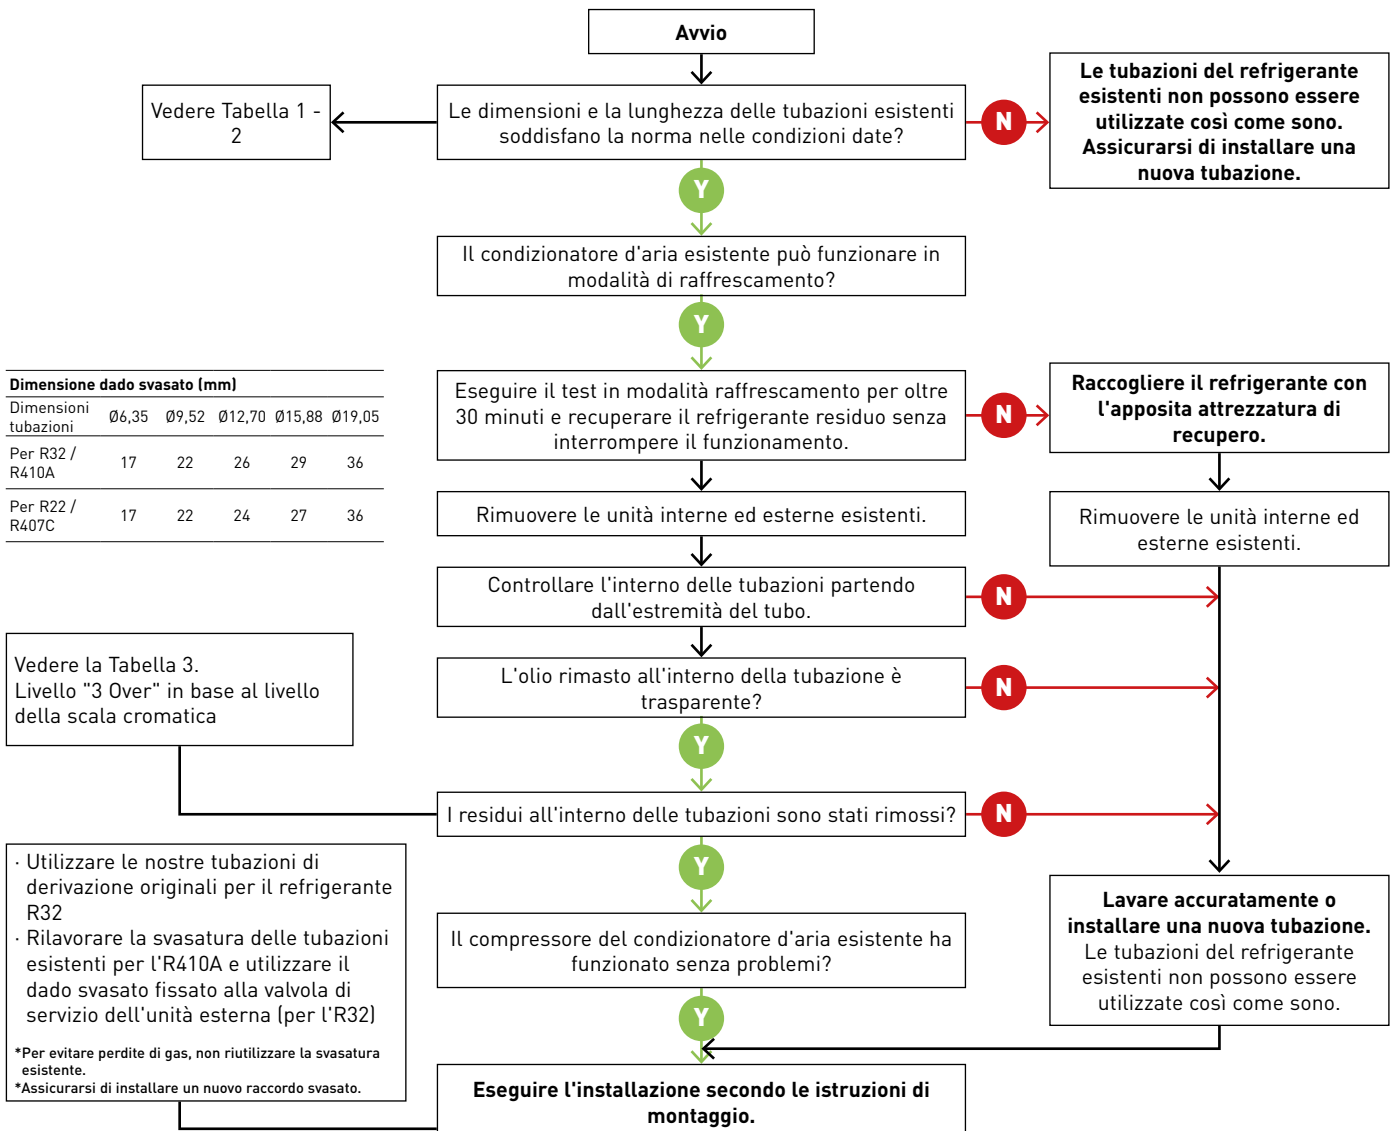 Avvio
Vedere Tabella 1 -
2
Le dimensioni e la lunghezza delle tubazioni esistenti
soddisfano la norma nelle condizioni date?
N
Le tubazioni del refrigerante
esistenti non possono essere
utilizzate così come sono.
Assicurarsi di installare una
nuova tubazione.
Y
Il condizionatore d'aria esistente può funzionare in
modalità di raffrescamento?
Y
Dimensione dado svasato (mm)
Dimensioni
tubazioni
Ø6,35 Ø9,52 Ø12,70 Ø15,88 Ø19,05
Per R32 /
R410A
17 22 26 29 36
Per R22 /
R407C
17 22 24 27 36
Eseguire il test in modalità raffrescamento per oltre
30 minuti e recuperare il refrigerante residuo senza
interrompere il funzionamento.
N
Raccogliere il refrigerante con
l'apposita attrezzatura di
recupero.
Rimuovere le unità interne ed esterne esistenti.
Rimuovere le unità interne ed
esterne esistenti.
Controllare l'interno delle tubazioni partendo
dall'estremità del tubo.
N
Vedere la Tabella 3.
Livello "3 Over" in base al livello
della scala cromatica
L'olio rimasto all'interno della tubazione è
trasparente?
N
Y
I residui all'interno delle tubazioni sono stati rimossi?
N
Y
· Utilizzare le nostre tubazioni di
derivazione originali per il refrigerante
R32
· Rilavorare la svasatura delle tubazioni
esistenti per l'R410A e utilizzare il
dado svasato fissato alla valvola di
servizio dell'unità esterna (per l'R32)
*Per evitare perdite di gas, non riutilizzare la svasatura
esistente.
*Assicurarsi di installare un nuovo raccordo svasato.
Il compressore del condizionatore d'aria esistente ha
funzionato senza problemi?
Lavare accuratamente o
installare una nuova tubazione.
Le tubazioni del refrigerante
esistenti non possono essere
utilizzate così come sono.
Y
Eseguire l'installazione secondo le istruzioni di
montaggio.